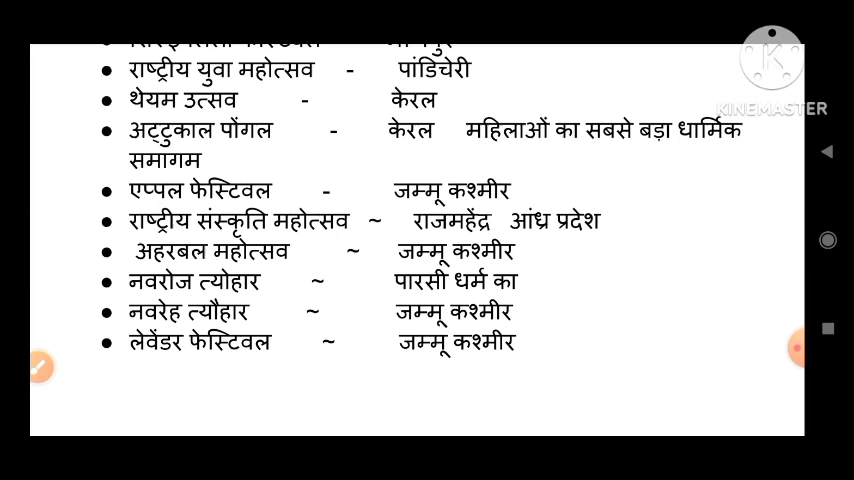 राष्ट्रीय युवा महोत्सव - पांडिचेरी
थेयम उत्सव - केरल
अट्टुकाल पोंगल - केरल महिलाओं का सबसे बड़ा धार्मिक
समागम
एप्पल फेस्टिवल - जम्मू कश्मीर
राष्ट्रीय संस्कृति महोत्सव ~ राजमहेंद्र आंध्र प्रदेश
अहरबल महोत्सव ~ जम्मू कश्मीर
नवरोज त्योहार ~ पारसी धर्म का
नवरेह त्यौहार ~ जम्मू कश्मीर
लेवेंडर फेस्टिवल ~ जम्मू कश्मीर
KINEMASTER